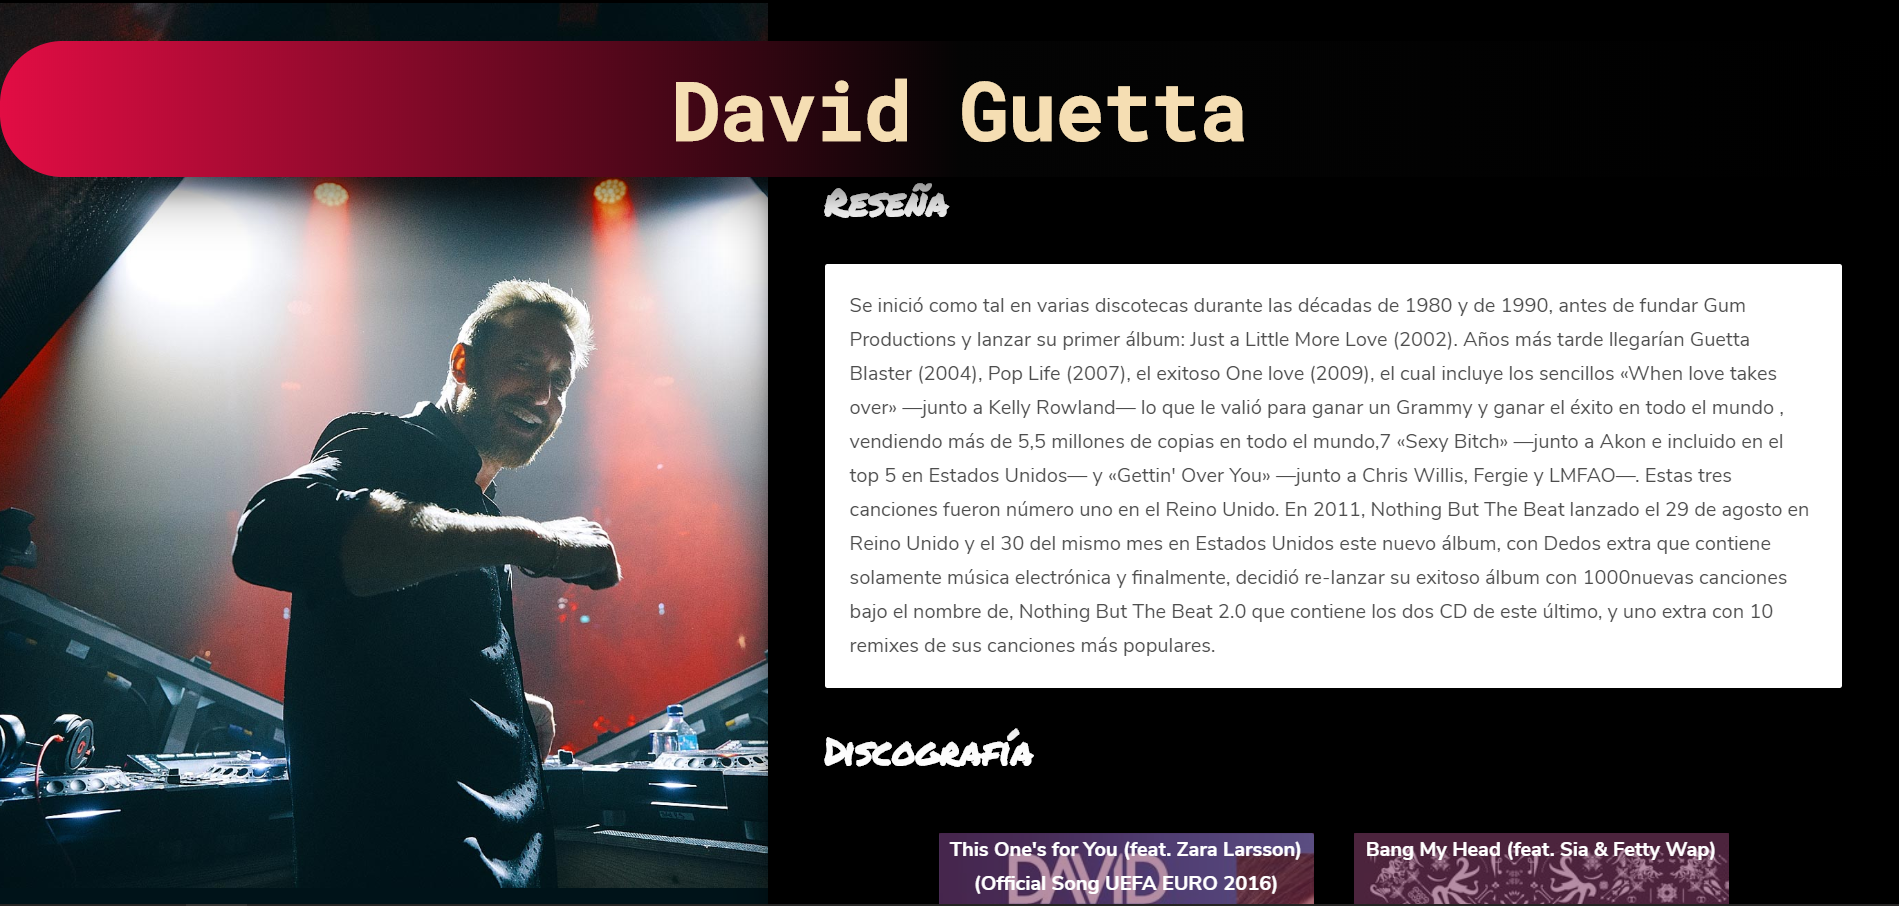 David Guetta
Reseña
Se inició como tal en varias discotecas durante las décadas de 1980 y de 1990, antes de fundar Gum
Productions y lanzar su primer álbum: Just a Little More Love (2002). Años más tarde llegarían Guetta
Blaster (2004), Pop Life (2007), el exitoso One love (2009), el cual incluye los sencillos «When love takes
over» —junto a Kelly Rowland— lo que le valió para ganar un Grammy y ganar el éxito en todo el mundo ,
vendiendo más de 5,5 millones de copias en todo el mundo,7 «Sexy Bitch» —junto a Akon e incluido en el
top 5 en Estados Unidos— y «Gettin' Over You» —junto a Chris Willis, Fergie y LMFAO—. Estas tres
canciones fueron número uno en el Reino Unido. En 2011, Nothing But The Beat lanzado el 29 de agosto en
Reino Unido y el 30 del mismo mes en Estados Unidos este nuevo álbum, con Dedos extra que contiene
solamente música electrónica y finalmente, decidió re-lanzar su exitoso álbum con 1000nuevas canciones
bajo el nombre de, Nothing But The Beat 2.0 que contiene los dos CD de este último, y uno extra con 10
remixes de sus canciones más populares.
Discografía
This One's for You (feat. Zara Larsson)
(Official Song UEFA EURO 2016)
DAVID
Bang My Head (feat. Sia & Fetty Wap)